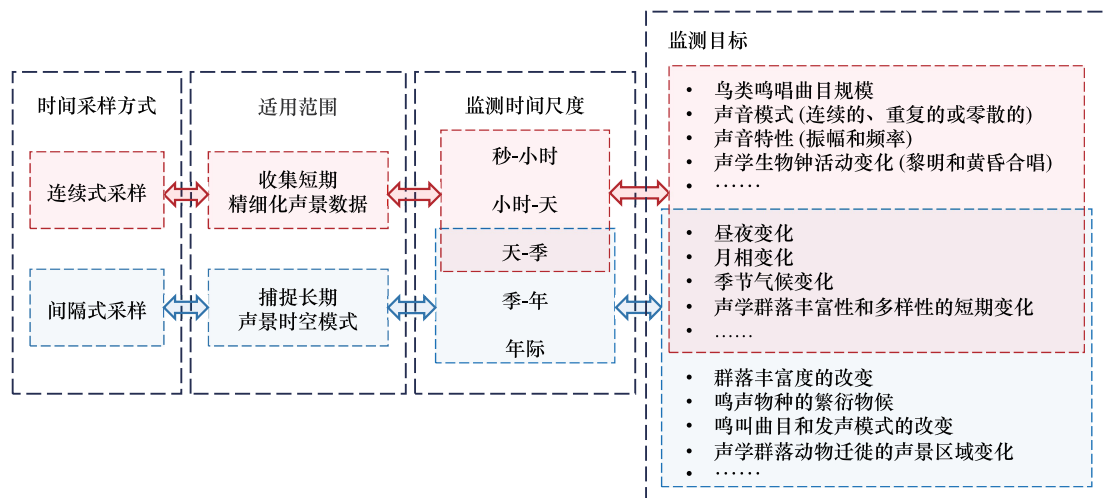 时间采样方式
连续式采样
间隔式采样
适用范围
收集短期
精细化声景数据
捕捉长期
声景时空模式
监测时间尺度
秒-小时
小时-天
天-季
季-年
年际
监测目标
• 鸟类鸣唱曲目规模
• 声音模式 (连续的、重复的或零散的)
• 声音特性 (振幅和频率)
• 声学生物钟活动变化 (黎明和黄昏合唱)
• ……
• 昼夜变化
• 月相变化
• 季节气候变化
• 声学群落丰富性和多样性的短期变化
• ……
• 群落丰富度的改变
• 鸣声物种的繁衍物候
• 鸣叫曲目和发声模式的改变
• 声学群落动物迁徙的声景区域变化
• ……